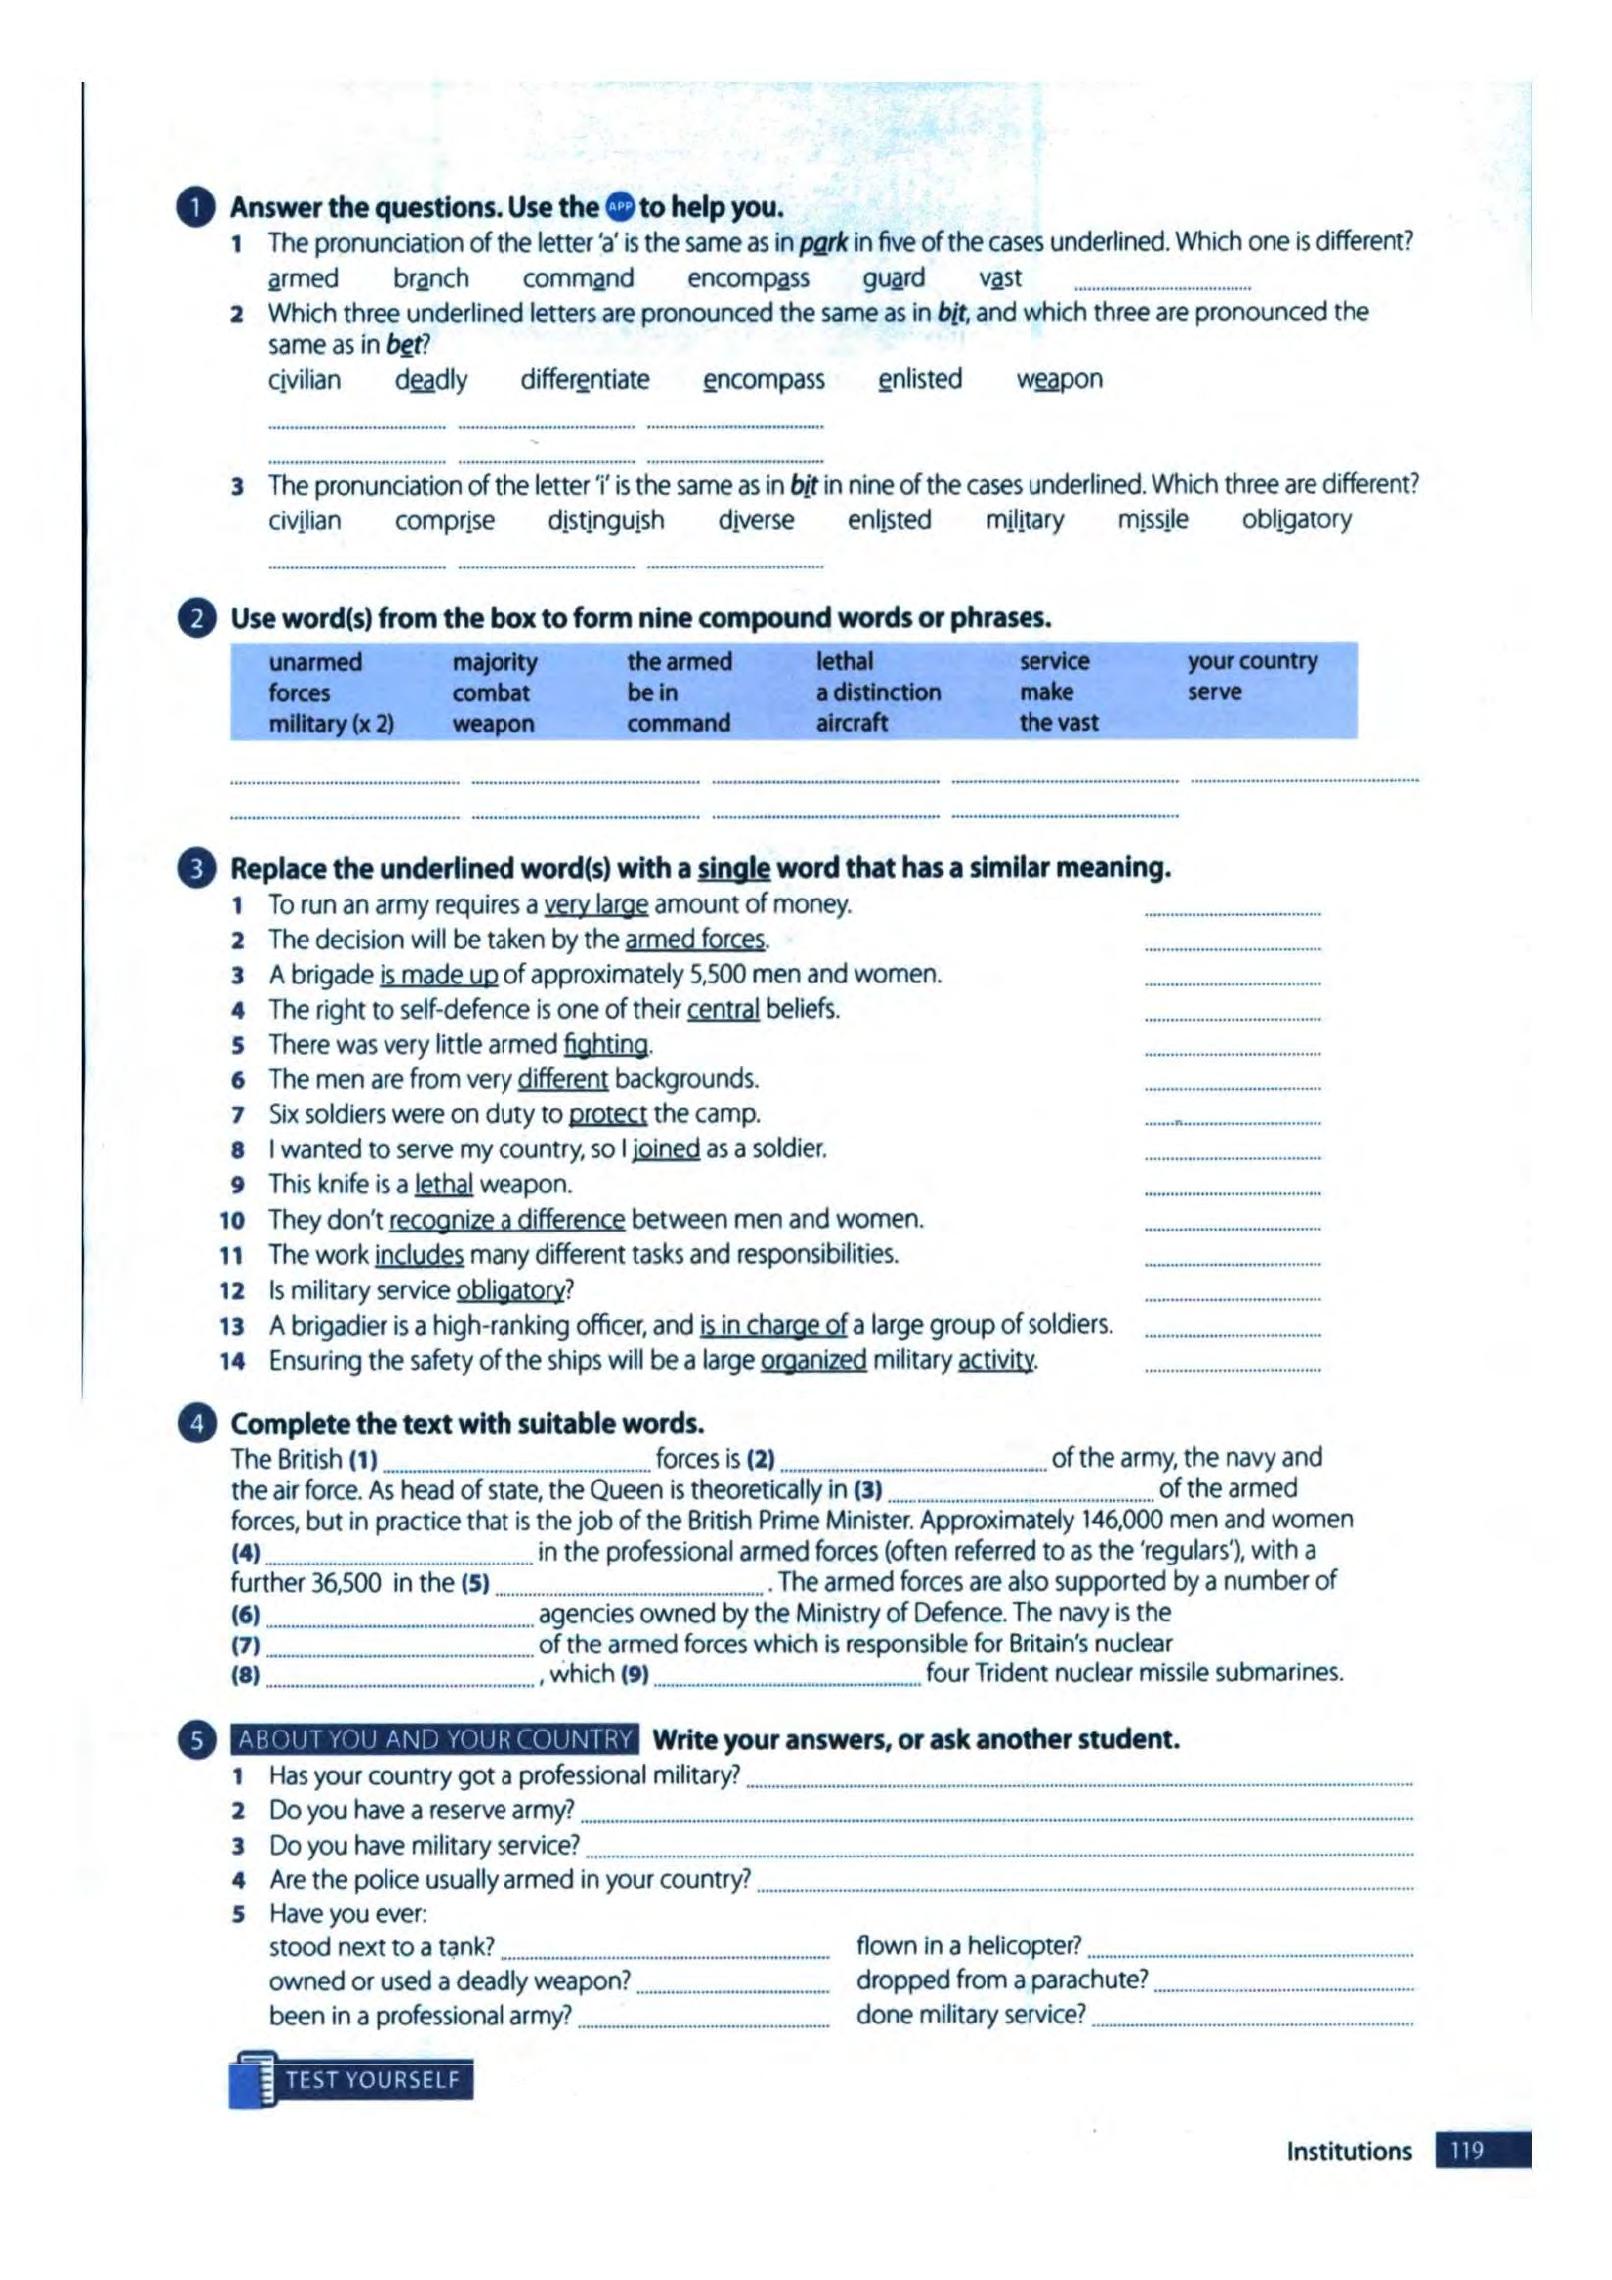 1 Answer the questions. Use the APP to help you.
1 The pronunciation of the letter 'a' is the same as in park in five of the cases underlined. Which one is different?
armed branch command encompass guard vast
2 Which three underlined letters are pronounced the same as in bit, and which three are pronounced the
same as in bet?
civilian deadly differentiate encompass enlisted weapon
3 The pronunciation of the letter 'i' is the same as in bit in nine of the cases underlined. Which three are different?
civilian comprise distinguish diverse enlisted military missile obligatory
2 Use word(s) from the box to form nine compound words or phrases.
unarmed majority the armed lethal service your country
forces combat be in a distinction make serve
military (x 2) weapon command aircraft the vast
3 Replace the underlined word(s) with a single word that has a similar meaning.
1 To run an army requires a very large amount of money.
2 The decision will be taken by the armed forces.
3 A brigade is made up of approximately 5,500 men and women.
4 The right to self-defence is one of their central beliefs.
5 There was very little armed fighting.
6 The men are from very different backgrounds.
7 Six soldiers were on duty to protect the camp.
8 I wanted to serve my country, so I joined as a soldier.
9 This knife is a lethal weapon.
10 They don't recognize a difference between men and women.
11 The work includes many different tasks and responsibilities.
12 Is military service obligatory?
13 A brigadier is a high-ranking officer, and is in charge of a large group of soldiers.
14 Ensuring the safety of the ships will be a large organized military activity.
4 Complete the text with suitable words.
The British (1) forces is (2) of the army, the navy and
the air force. As head of state, the Queen is theoretically in (3) of the armed
forces, but in practice that is the job of the British Prime Minister. Approximately 146,000 men and women
(4) in the professional armed forces (often referred to as the 'regulars'), with a
further 36,500 in the (5) . The armed forces are also supported by a number of
(6) agencies owned by the Ministry of Defence. The navy is the
(7) of the armed forces which is responsible for Britain's nuclear
(8) , which (9) four Trident nuclear missile submarines.
5 ABOUT YOU AND YOUR COUNTRY Write your answers, or ask another student.
1 Has your country got a professional military?
2 Do you have a reserve army?
3 Do you have military service?
4 Are the police usually armed in your country?
5 Have you ever:
stood next to a tank? flown in a helicopter?
owned or used a deadly weapon? dropped from a parachute?
been in a professional army? done military service?
TEST YOURSELF
Institutions 119